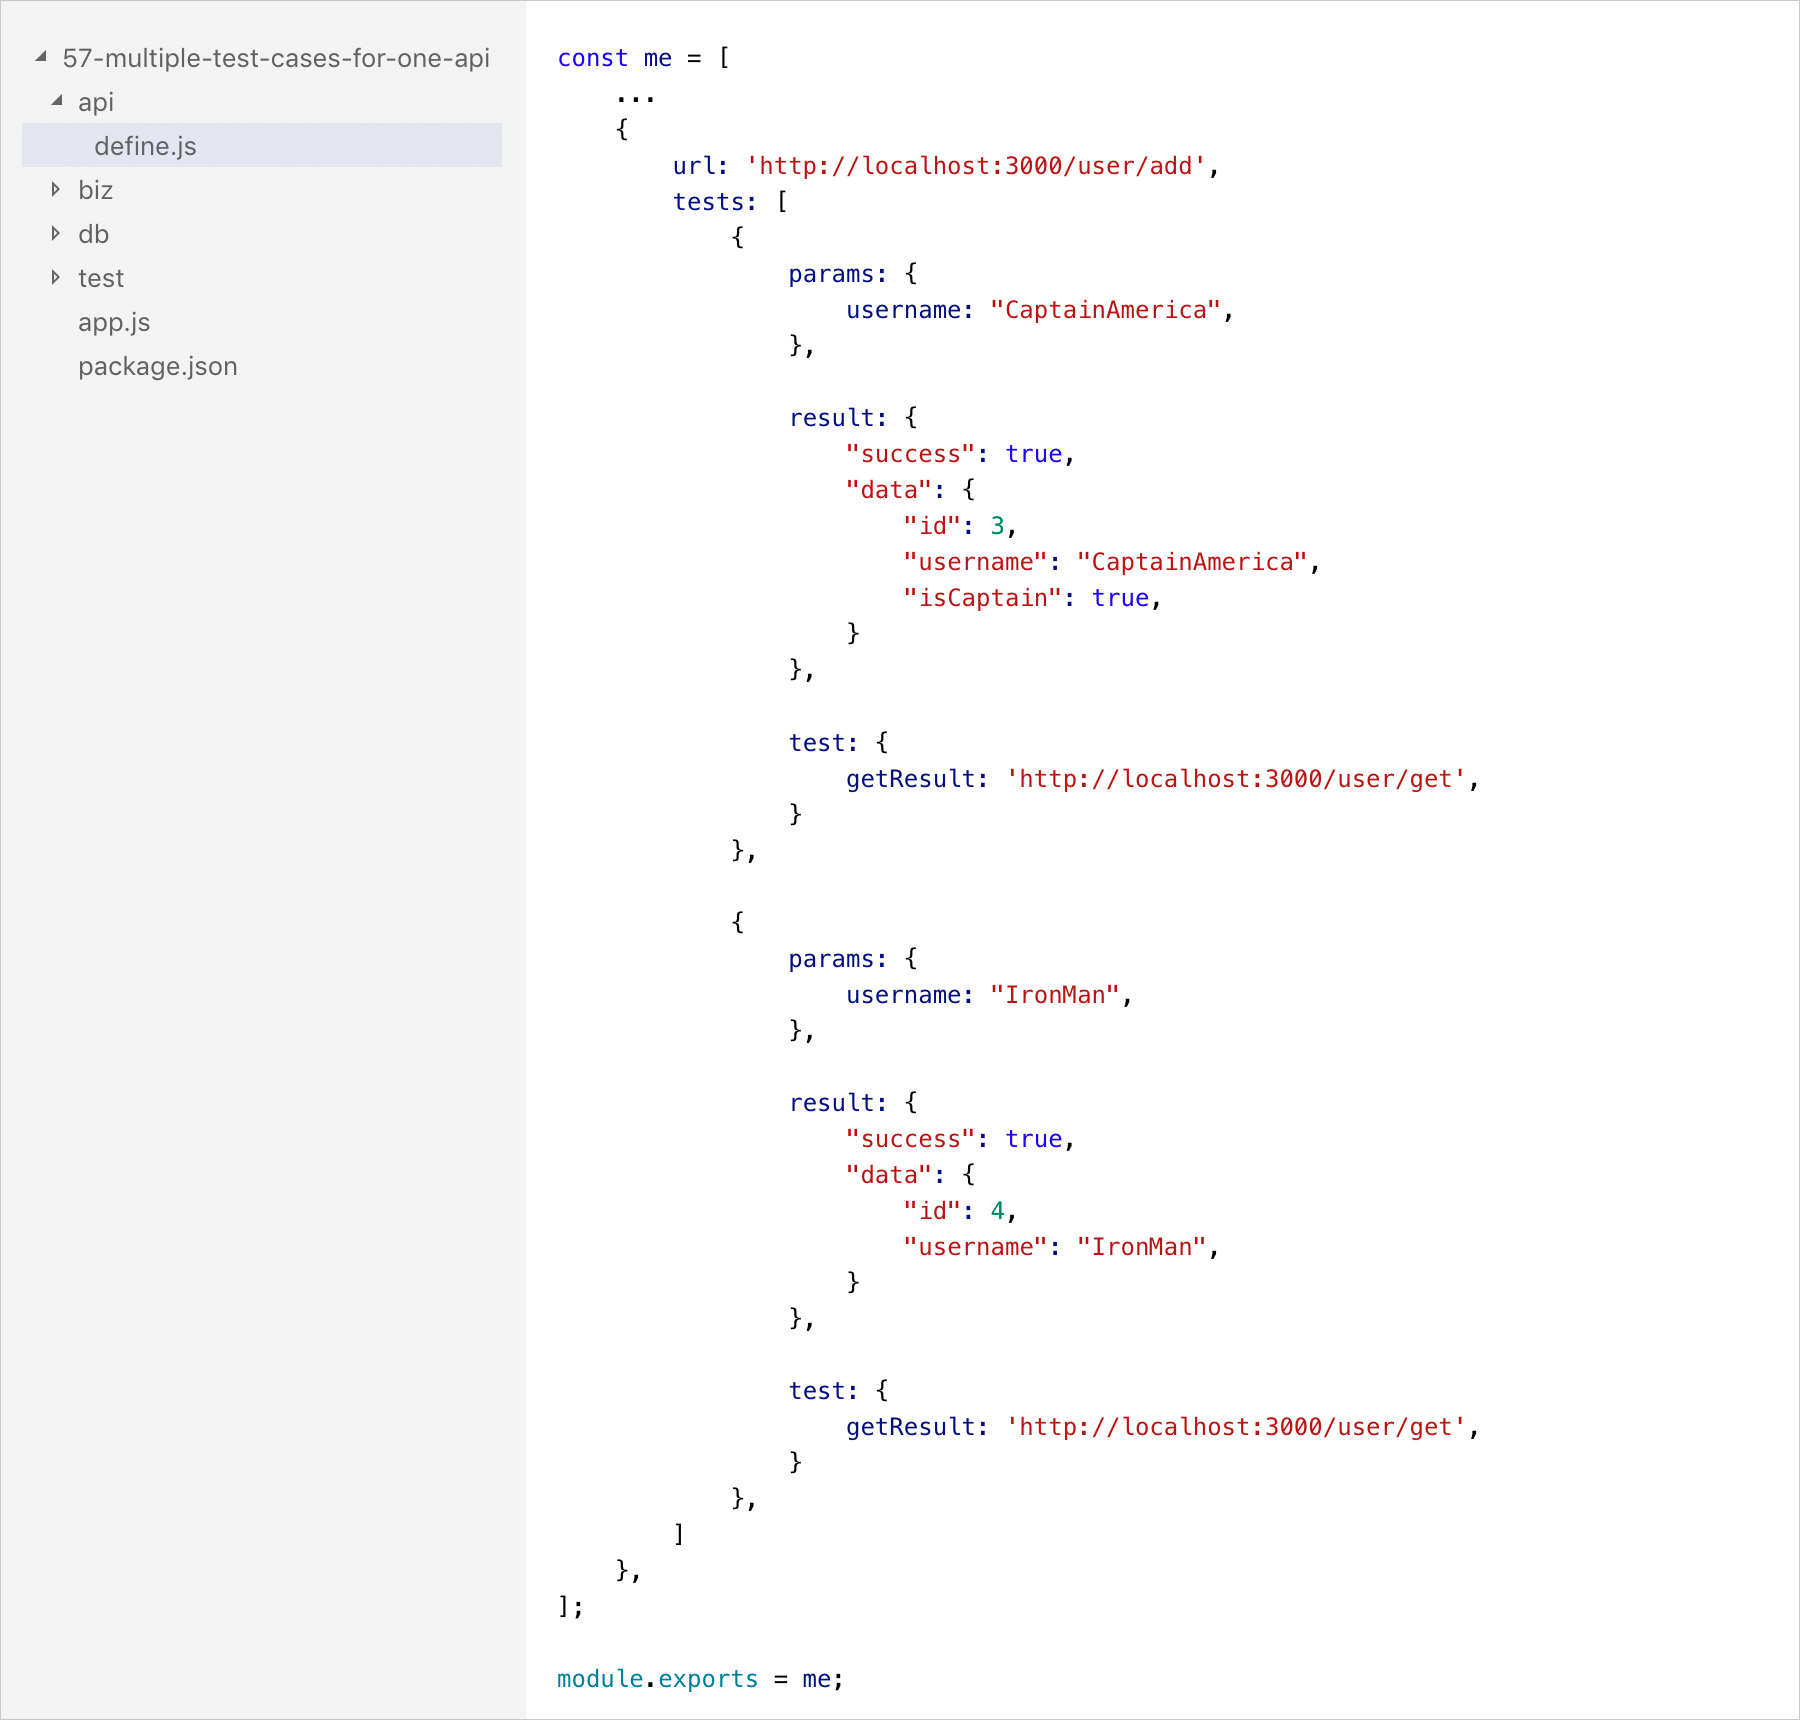 57-multiple-test-cases-for-one-api
api
define.js
biz
db
test
app.js
package.json
const me = [
    ...
    {
        url: 'http://localhost:3000/user/add',
        tests: [
            {
                params: {
                    username: "CaptainAmerica",
                },

                result: {
                    "success": true,
                    "data": {
                        "id": 3,
                        "username": "CaptainAmerica",
                        "isCaptain": true,
                    }
                },

                test: {
                    getResult: 'http://localhost:3000/user/get',
                }
            },

            {
                params: {
                    username: "IronMan",
                },

                result: {
                    "success": true,
                    "data": {
                        "id": 4,
                        "username": "IronMan",
                    }
                },

                test: {
                    getResult: 'http://localhost:3000/user/get',
                }
            },
        ]
    },
];

module.exports = me;